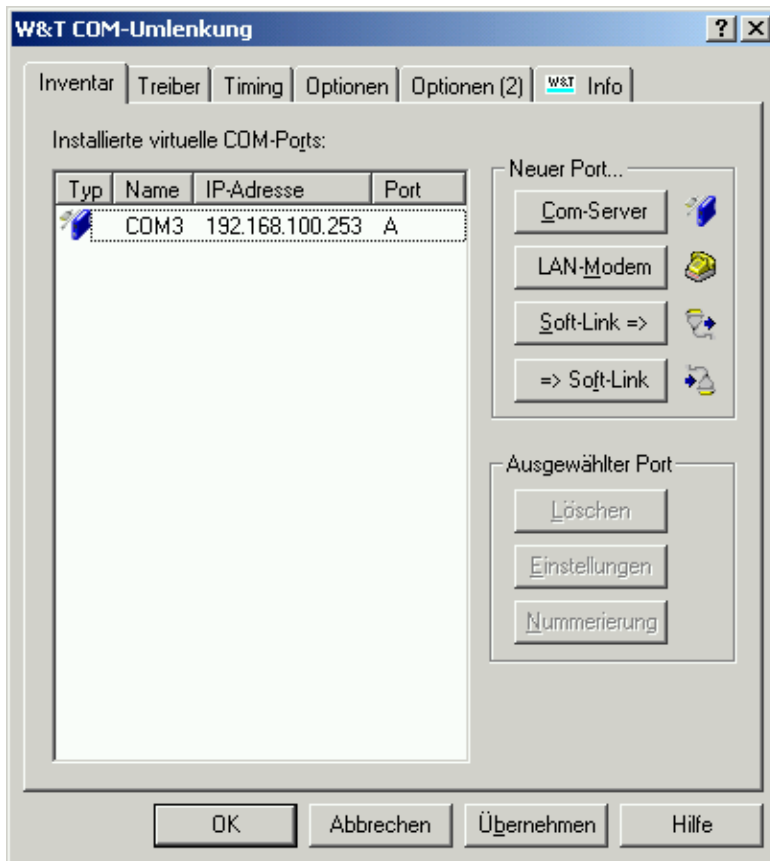 W&T COM-Umlenkung
Inventar Treiber Timing Optionen Optionen (2) W&T Info
Installierte virtuelle COM-Ports:
Typ Name IP-Adresse Port
COM3 192.168.100.253 A
Neuer Port...
Com-Server
LAN-Modem
Soft-Link =>
=> Soft-Link
Ausgewählter Port
Löschen
Einstellungen
Nummerierung
OK Abbrechen Übernehmen Hilfe